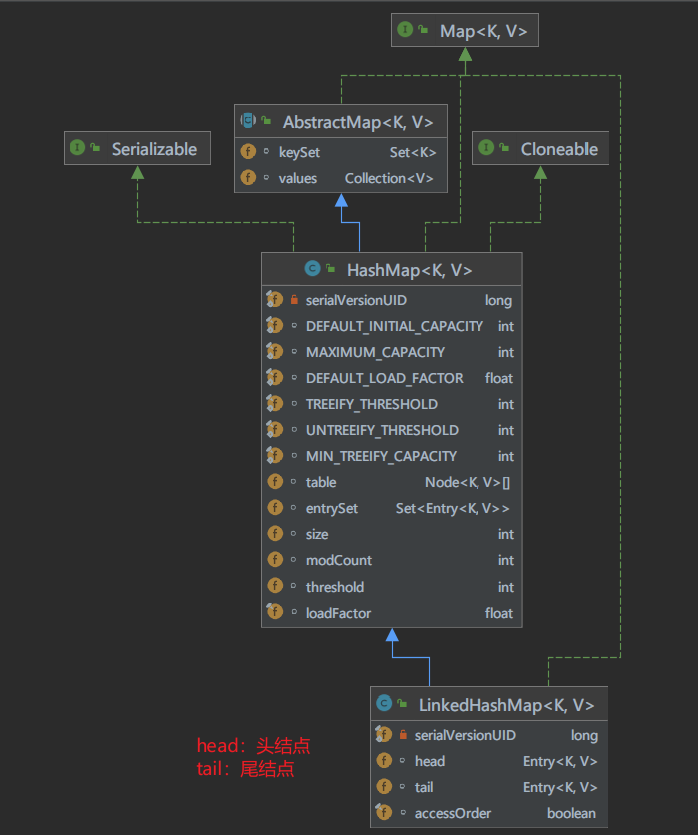 Map<K, V>
AbstractMap<K, V>
keySet Set<K>
values Collection<V>
Serializable
Cloneable
HashMap<K, V>
serialVersionUID long
DEFAULT_INITIAL_CAPACITY int
MAXIMUM_CAPACITY int
DEFAULT_LOAD_FACTOR float
TREEIFY_THRESHOLD int
UNTREEIFY_THRESHOLD int
MIN_TREEIFY_CAPACITY int
table Node<K, V>[]
entrySet Set<Entry<K, V>>
size int
modCount int
threshold int
loadFactor float
LinkedHashMap<K, V>
serialVersionUID long
head Entry<K, V>
tail Entry<K, V>
accessOrder boolean
head：头结点
tail：尾结点